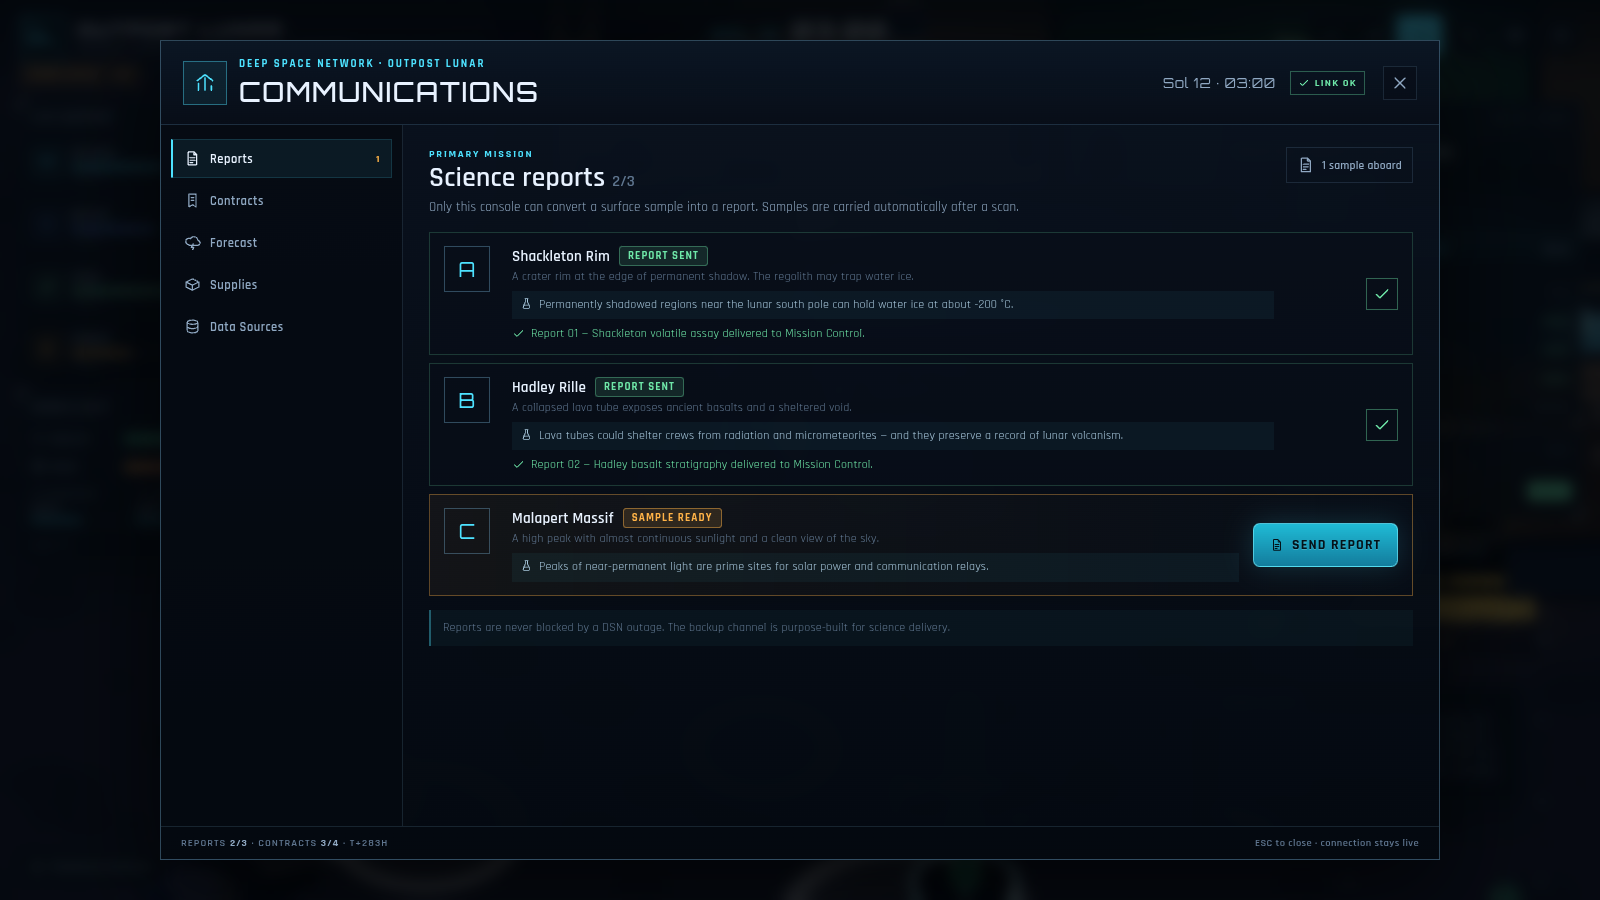 DEEP SPACE NETWORK · OUTPOST LUNAR
COMMUNICATIONS
Sol 12 · 03:00
LINK OK
Reports 1
Contracts
Forecast
Supplies
Data Sources
PRIMARY MISSION
Science reports 2/3
Only this console can convert a surface sample into a report. Samples are carried automatically after a scan.
1 sample aboard
A
Shackleton Rim REPORT SENT
A crater rim at the edge of permanent shadow. The regolith may trap water ice.
Permanently shadowed regions near the lunar south pole can hold water ice at about -200 °C.
Report 01 — Shackleton volatile assay delivered to Mission Control.
B
Hadley Rille REPORT SENT
A collapsed lava tube exposes ancient basalts and a sheltered void.
Lava tubes could shelter crews from radiation and micrometeorites — and they preserve a record of lunar volcanism.
Report 02 — Hadley basalt stratigraphy delivered to Mission Control.
C
Malapert Massif SAMPLE READY
A high peak with almost continuous sunlight and a clean view of the sky.
Peaks of near-permanent light are prime sites for solar power and communication relays.
SEND REPORT
Reports are never blocked by a DSN outage. The backup channel is purpose-built for science delivery.
REPORTS 2/3 · CONTRACTS 3/4 · T+283H
ESC to close · connection stays live